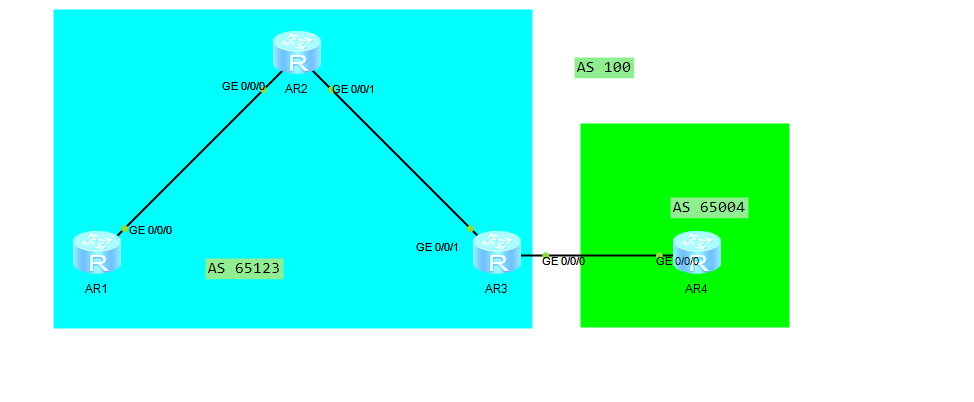 AS 100
R
GE 0/0/0
AR2
GE 0/0/1
AS 65004
GE 0/0/0
R
AR1
AS 65123
GE 0/0/1
R
AR3
GE 0/0/0
GE 0/0/0
R
AR4